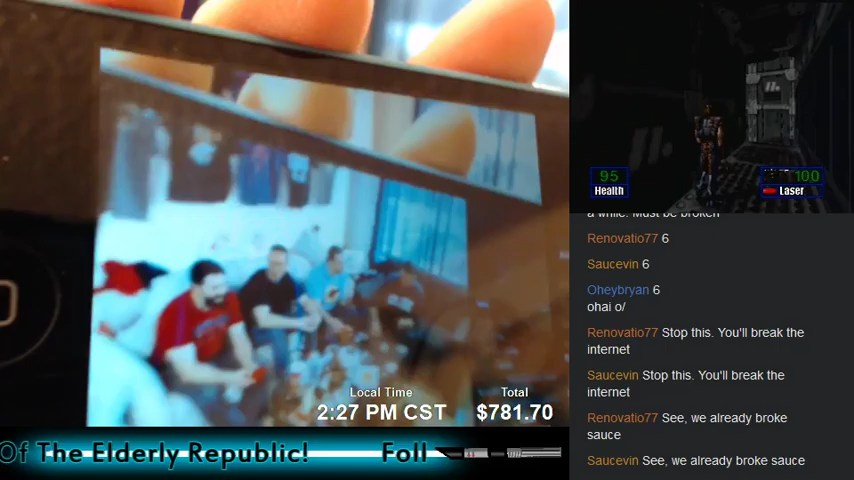 95
Health
100
Laser
a while. Must be broken
Renovatio77 6
Saucevin 6
Oheybryan 6
ohai o/
Renovatio77 Stop this. You'll break the
internet
Saucevin Stop this. You'll break the
internet
Renovatio77 See, we already broke
sauce
Saucevin See, we already broke sauce
Local Time
2:27 PM CST
Total
$781.70
Of The Elderly Republic!
Foll